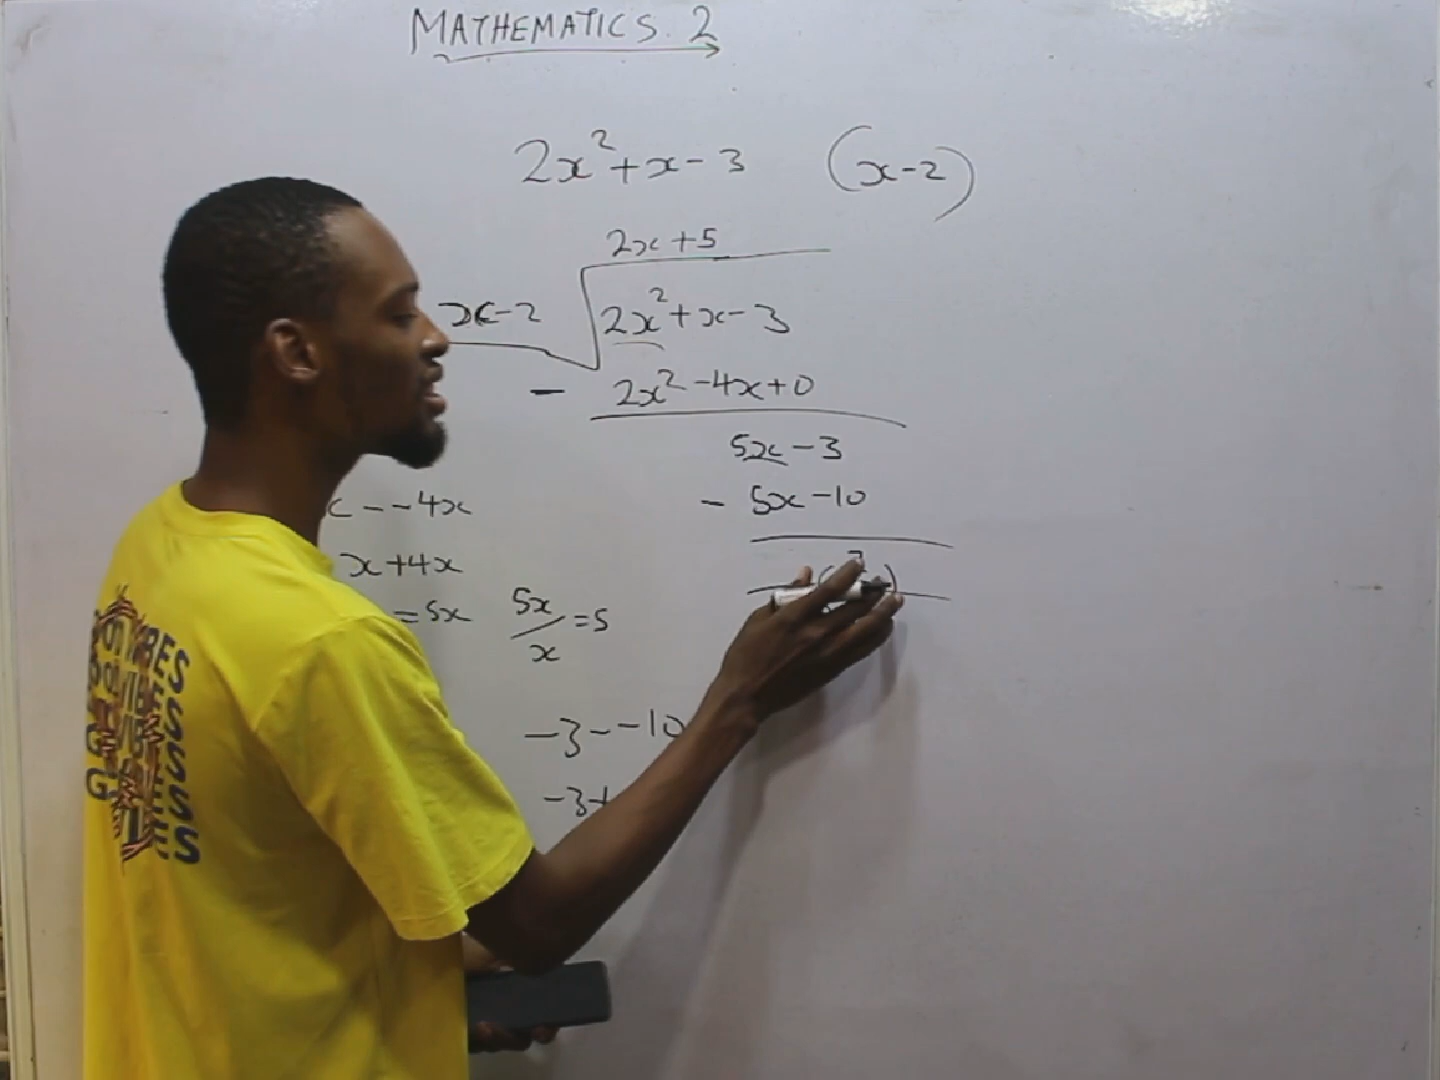 MATHEMATICS 2
2x² + x - 3 (x - 2)
2x + 5
x - 2 2x² + x - 3
- 2x² - 4x + 0
5x - 3
- 5x - 10
- - 4x
x + 4x
= 5x 5x/x = 5
-3 - -10
-3 +